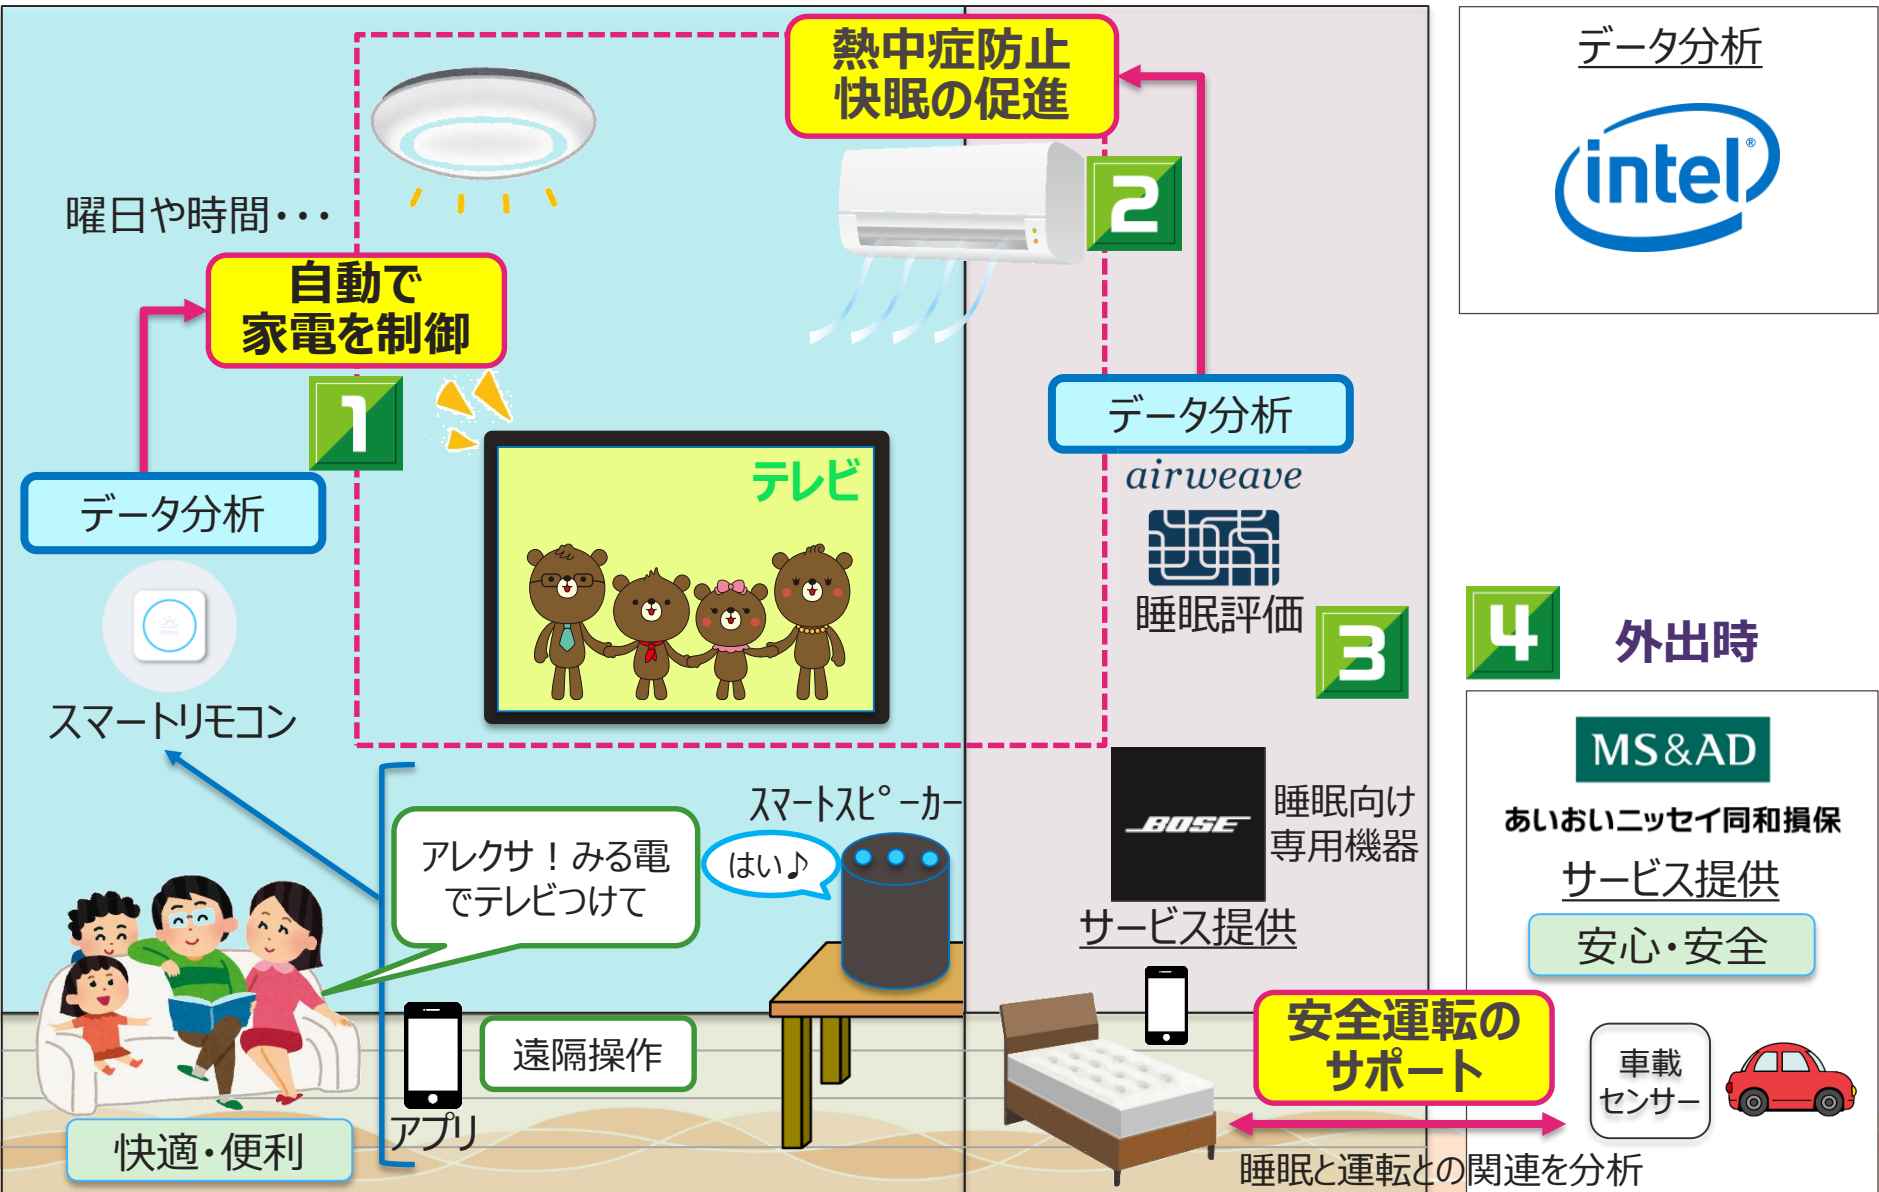 熱中症防止
快眠の促進
曜日や時間・・・
自動で
家電を制御
1
データ分析
スマートリモコン
テレビ
2
データ分析
airweave
睡眠評価
3
データ分析
intel®
4
外出時
MS&AD
あいおいニッセイ同和損保
サービス提供
安心・安全
車載
センサー
スマートスピーカー
アレクサ！みる電
でテレビつけて
はい♪
BOSE
睡眠向け
専用機器
サービス提供
遠隔操作
アプリ
快適・便利
安全運転の
サポート
睡眠と運転との関連を分析